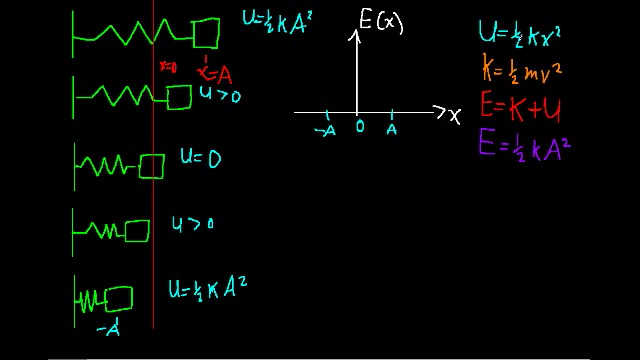 U=½kA²
x=0
x=A
U>0
U=0
U>0
U=½kA²
-A
E(x)
x
-A
0
A
U=½kx²
K=½mv²
E=K+U
E=½kA²